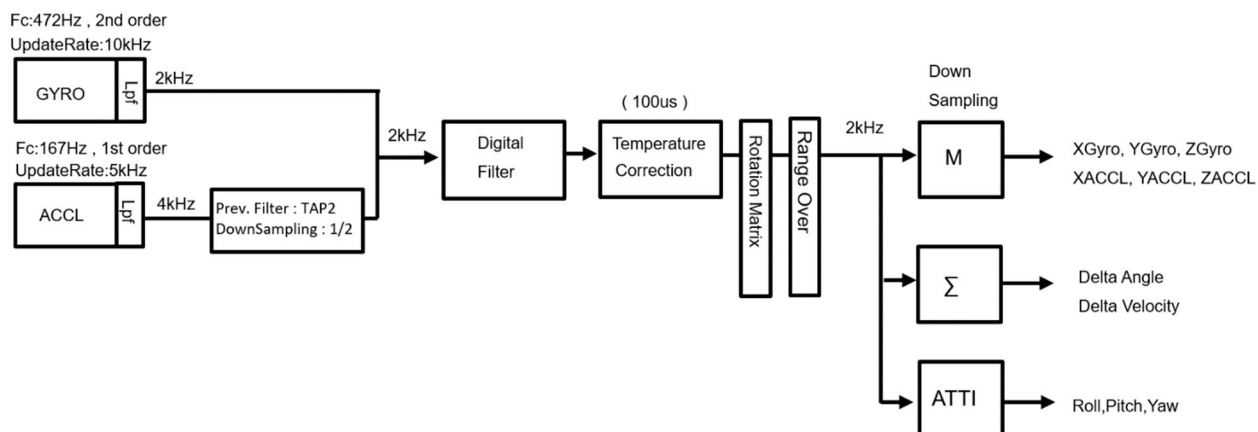 Fc:472Hz , 2nd order
UpdateRate:10kHz
GYRO
Lpf
2kHz
Fc:167Hz , 1st order
UpdateRate:5kHz
ACCL
Lpf
4kHz
Prev. Filter : TAP2
DownSampling : 1/2
2kHz
Digital
Filter
( 100us )
Temperature
Correction
Rotation Matrix
Range Over
2kHz
Down
Sampling
M
XGyro, YGyro, ZGyro
XACCL, YACCL, ZACCL
Σ
Delta Angle
Delta Velocity
ATTI
Roll,Pitch,Yaw